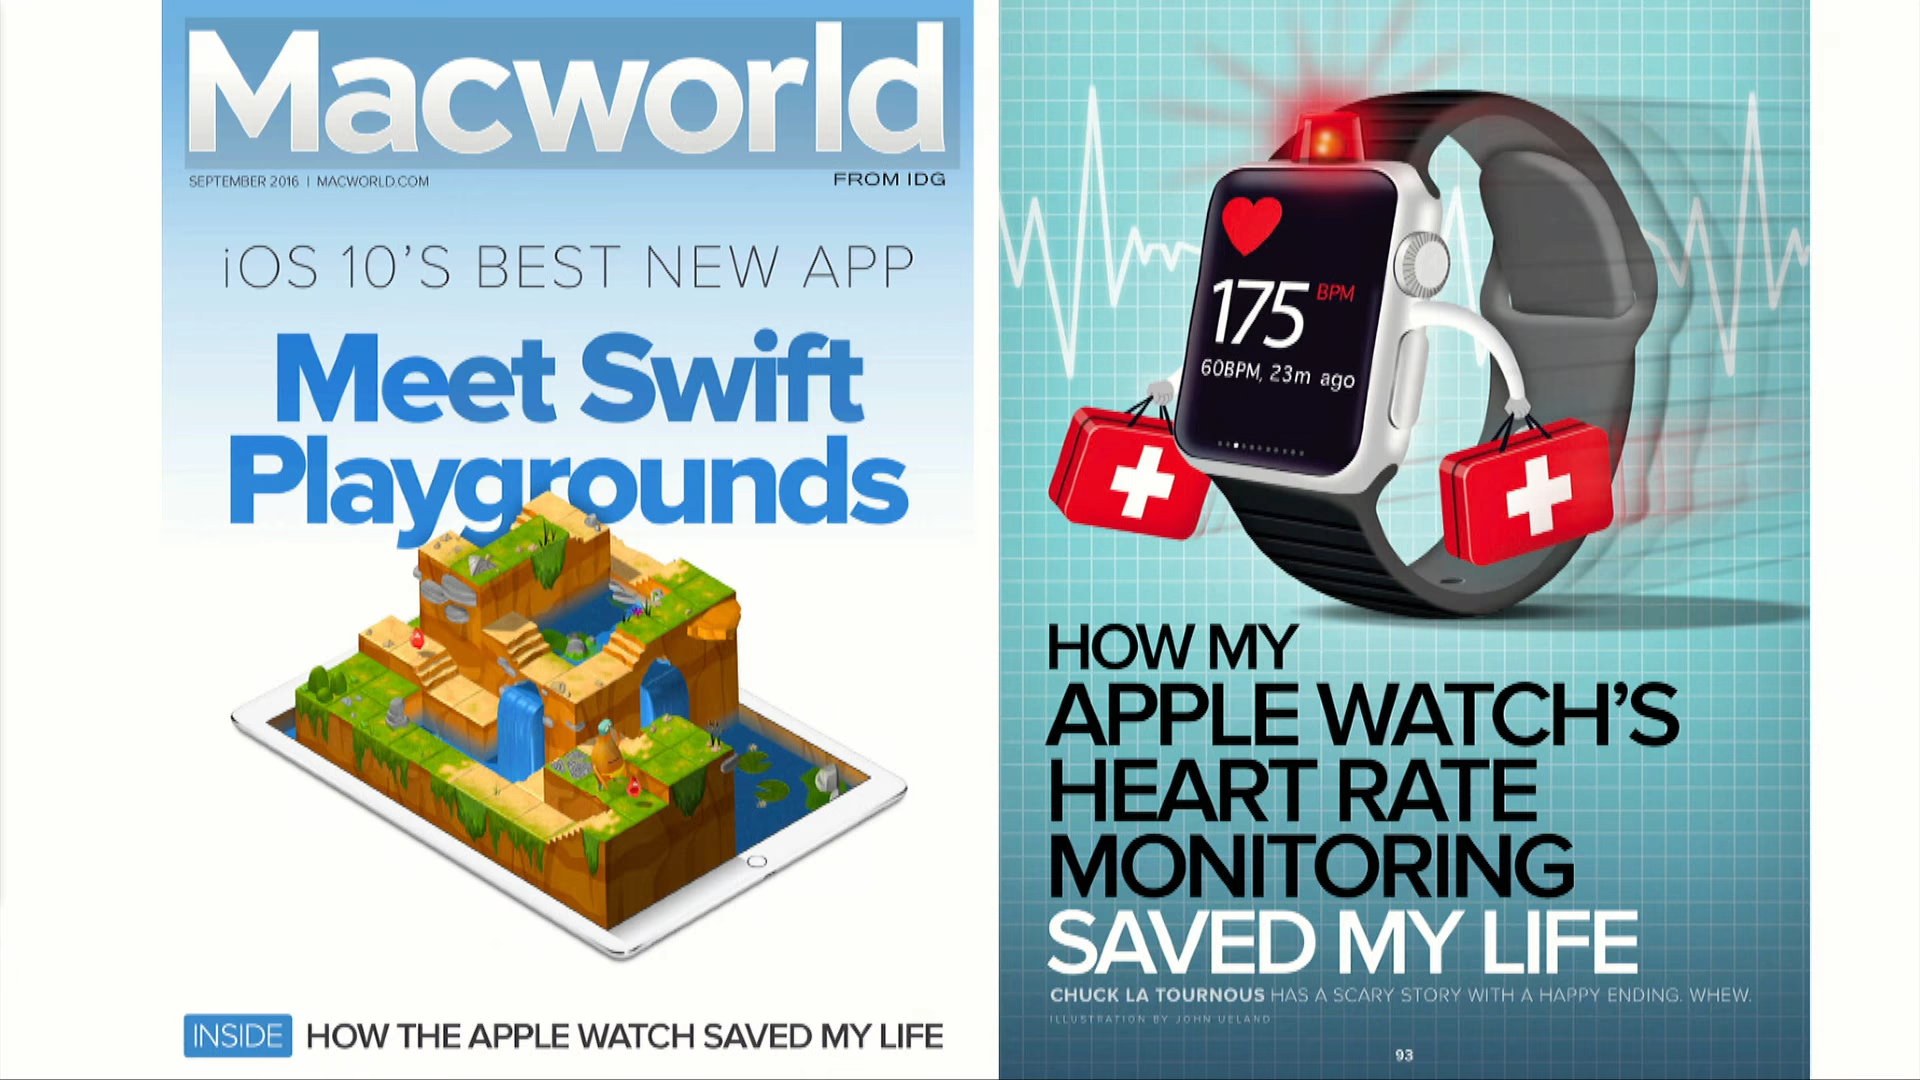 Macworld
SEPTEMBER 2016 | MACWORLD.COM
FROM IDG
iOS 10'S BEST NEW APP
Meet Swift
Playgrounds
INSIDE HOW THE APPLE WATCH SAVED MY LIFE
175 BPM
60BPM, 23m ago
HOW MY
APPLE WATCH'S
HEART RATE
MONITORING
SAVED MY LIFE
CHUCK LA TOURNOUS HAS A SCARY STORY WITH A HAPPY ENDING. WHEW.
ILLUSTRATION BY JOHN UELAND
93